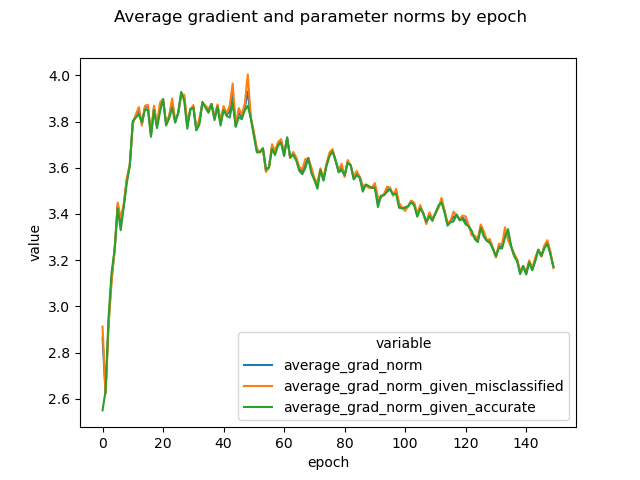 Average gradient and parameter norms by epoch
4.0
3.8
3.6
3.4
3.2
3.0
2.8
2.6
value
variable
average_grad_norm
average_grad_norm_given_misclassified
average_grad_norm_given_accurate
0 20 40 60 80 100 120 140
epoch